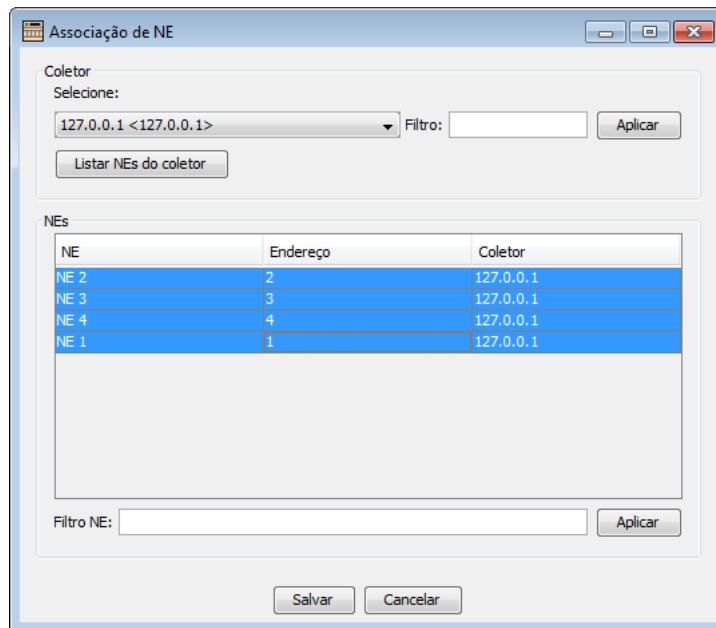 Associação de NE
Coletor
Selecione:
127.0.0.1 <127.0.0.1> Filtro: Aplicar
Listar NEs do coletor
NEs
NE Endereço Coletor
NE 2 2 127.0.0.1
NE 3 3 127.0.0.1
NE 4 4 127.0.0.1
NE 1 1 127.0.0.1
Filtro NE: Aplicar
Salvar Cancelar